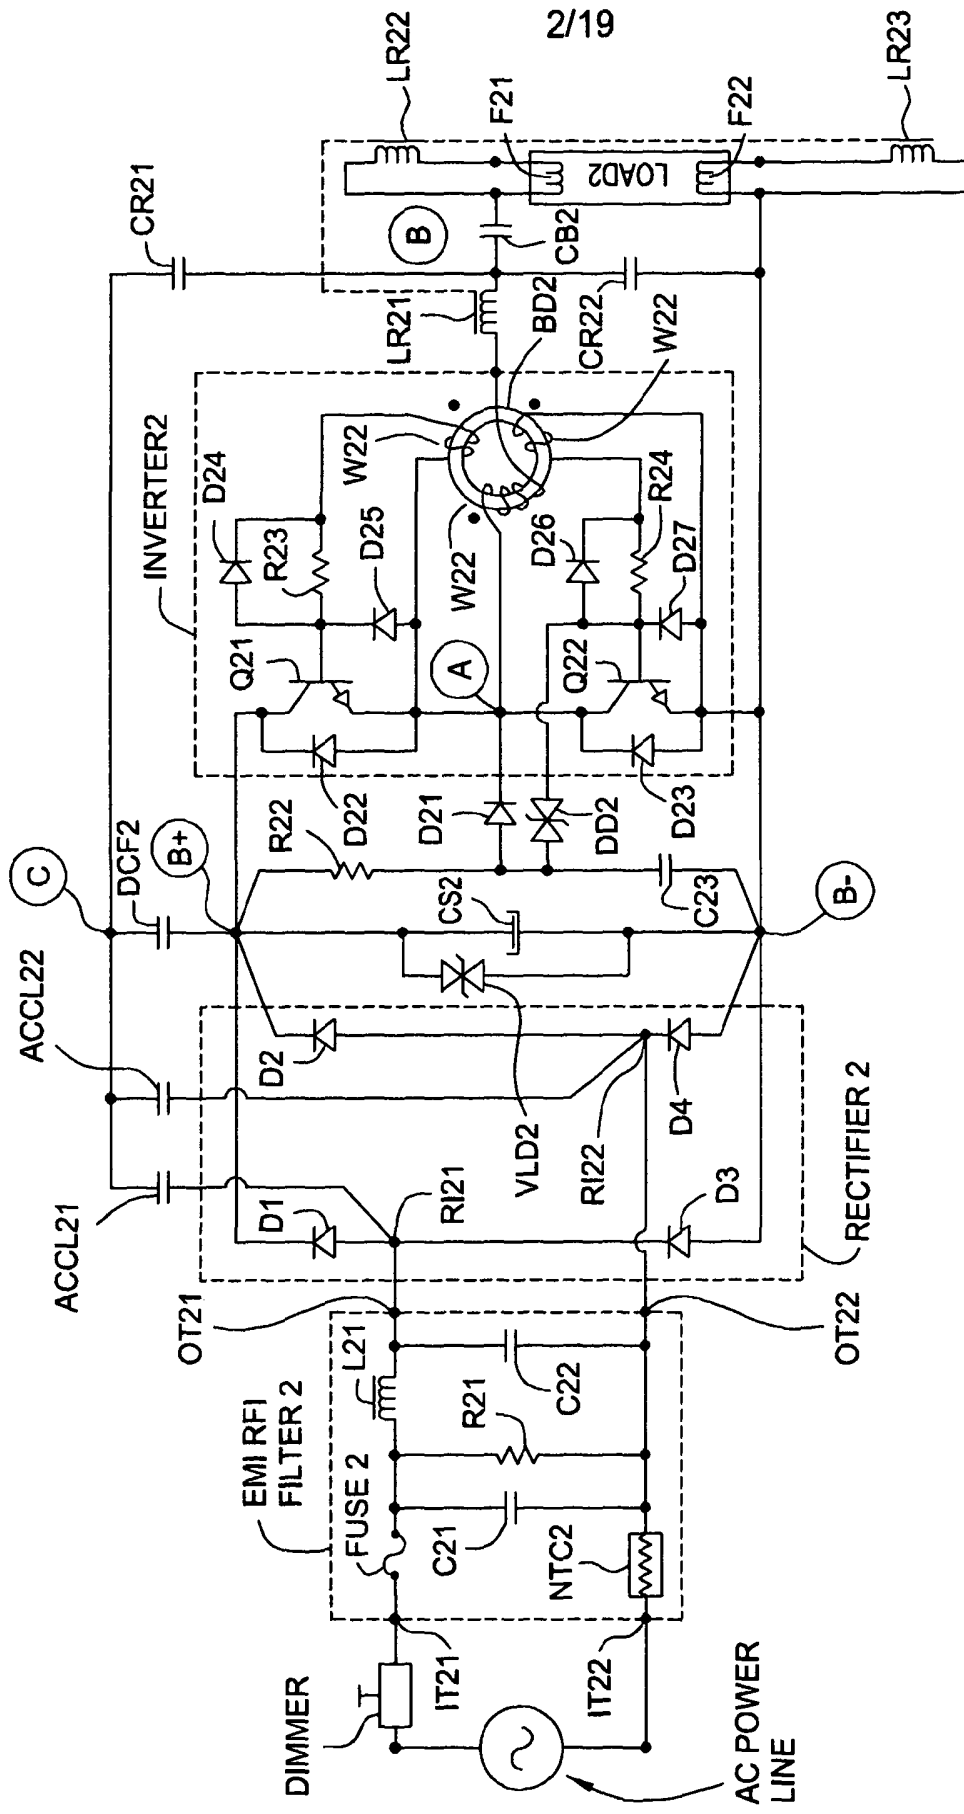 2/19
DIMMER
AC POWER
LINE
IT21
IT22
EMI RFI
FILTER 2
FUSE 2
C21
NTC2
R21
L21
C22
OT21
OT22
ACCL21
ACCL22
D1
RI21
D3
D2
RI22
D4
RECTIFIER 2
VLD2
CS2
C
DCF2
B+
B-
R22
C23
D21
DD2
D22
D23
A
Q21
Q22
INVERTER2
D24
R23
D25
W22
D26
R24
D27
W22
W22
BD2
LR21
CR21
CR22
B
CB2
LR22
F21
LOAD2
F22
LR23